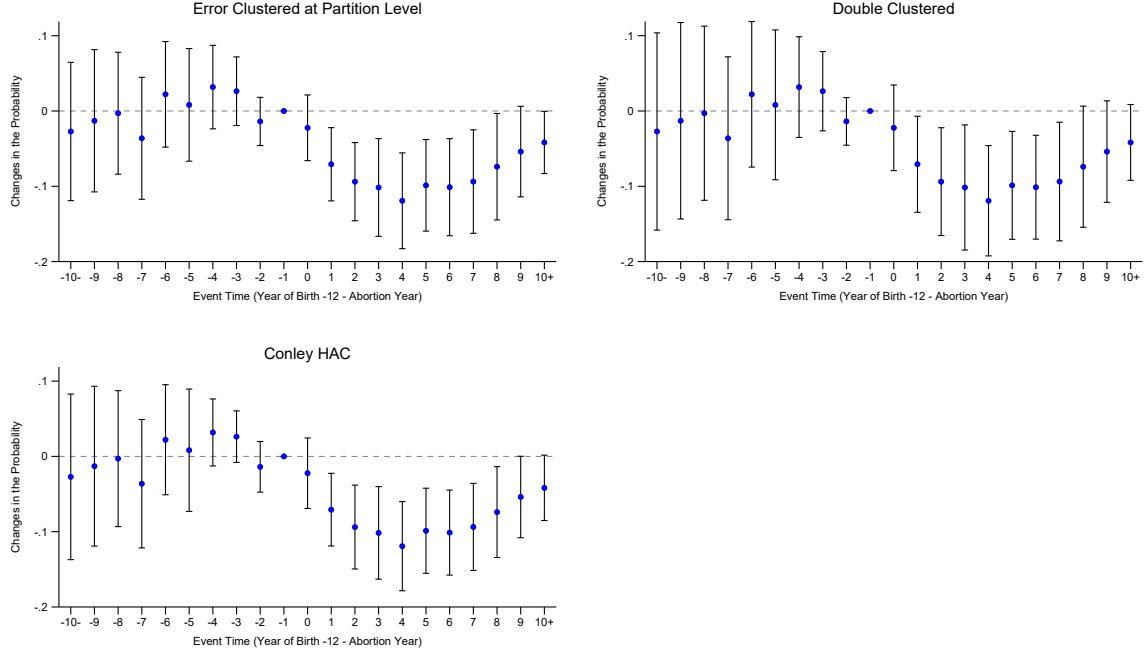 Error Clustered at Partition Level
Changes in the Probability
.1
0
-.1
-.2
-10- -9 -8 -7 -6 -5 -4 -3 -2 -1 0 1 2 3 4 5 6 7 8 9 10+
Event Time (Year of Birth -12 - Abortion Year)
Double Clustered
Changes in the Probability
.1
0
-.1
-.2
-10- -9 -8 -7 -6 -5 -4 -3 -2 -1 0 1 2 3 4 5 6 7 8 9 10+
Event Time (Year of Birth -12 - Abortion Year)
Conley HAC
Changes in the Probability
.1
0
-.1
-.2
-10- -9 -8 -7 -6 -5 -4 -3 -2 -1 0 1 2 3 4 5 6 7 8 9 10+
Event Time (Year of Birth -12 - Abortion Year)